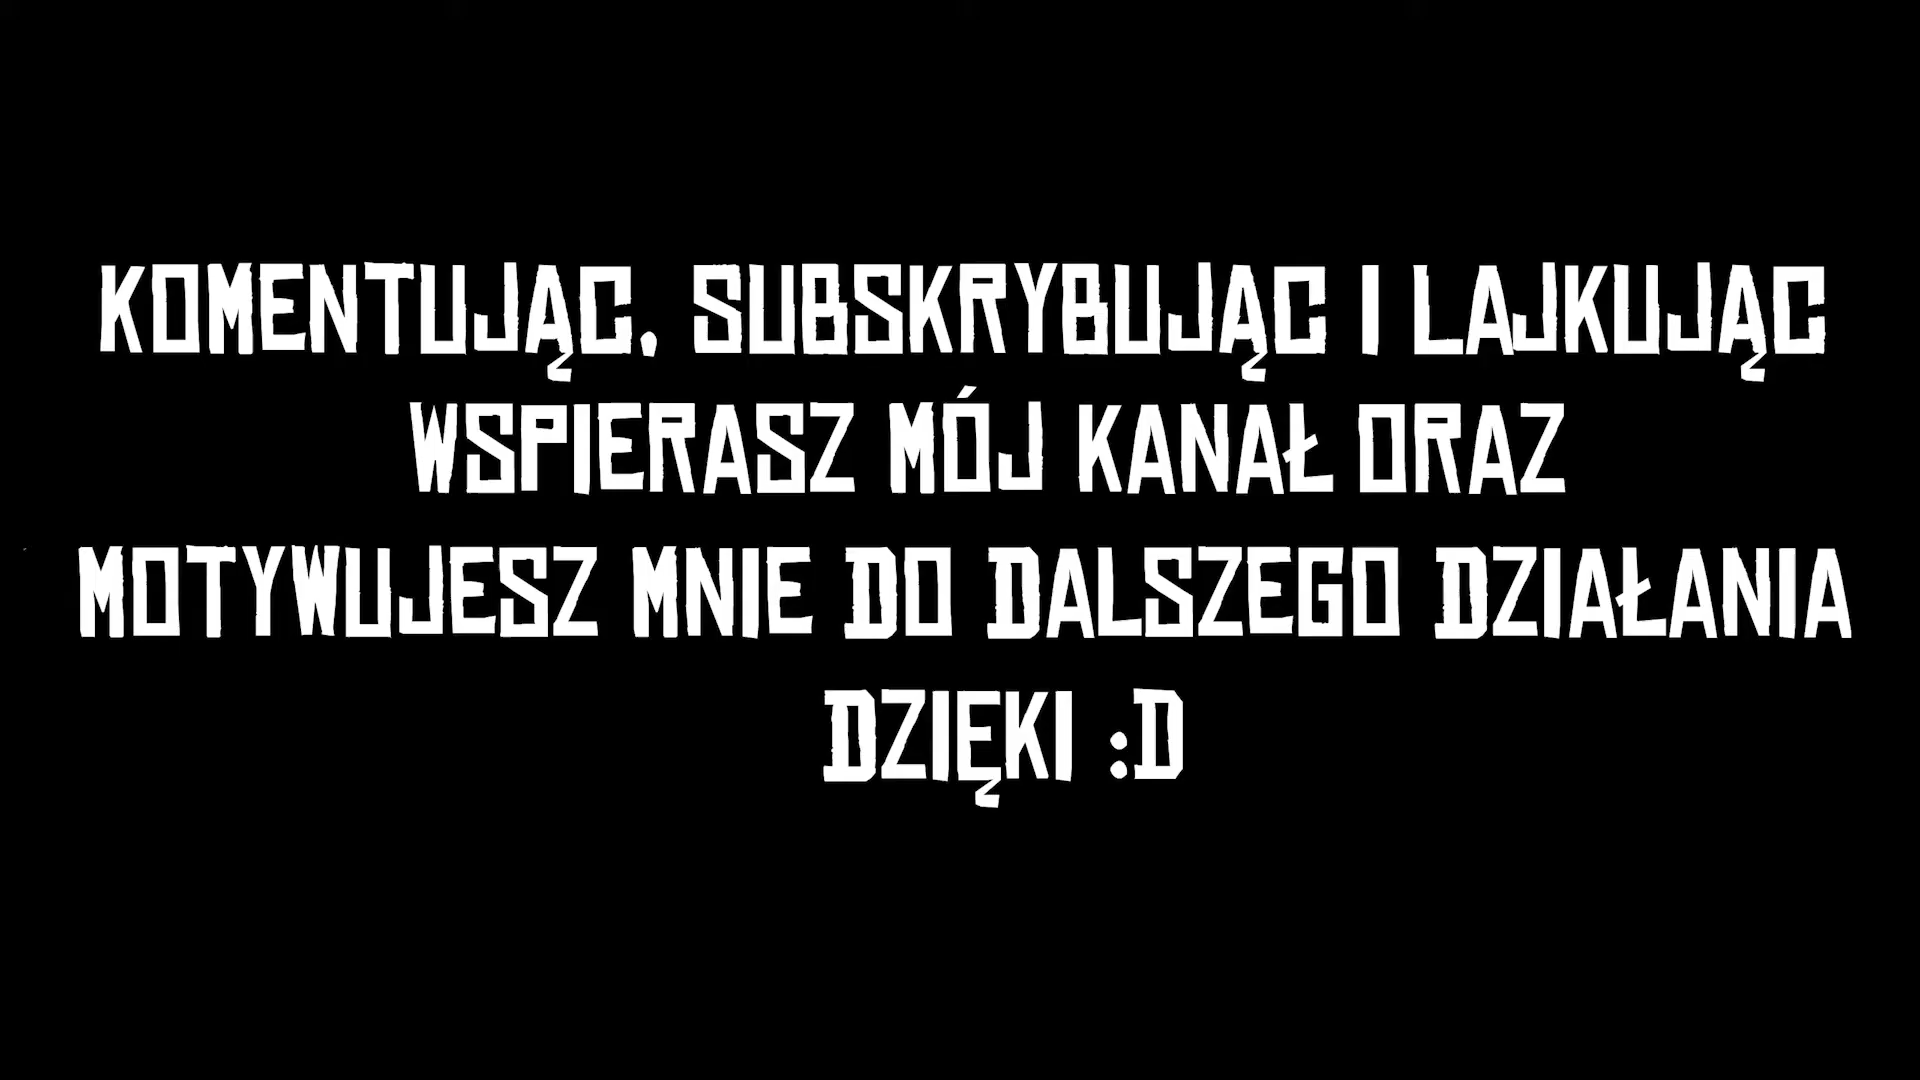 KOMENTUJĄC, SUBSKRYBUJĄC I LAJKUJĄC
WSPIERASZ MÓJ KANAŁ ORAZ
MOTYWUJESZ MNIE DO DALSZEGO DZIAŁANIA
DZIĘKI :D